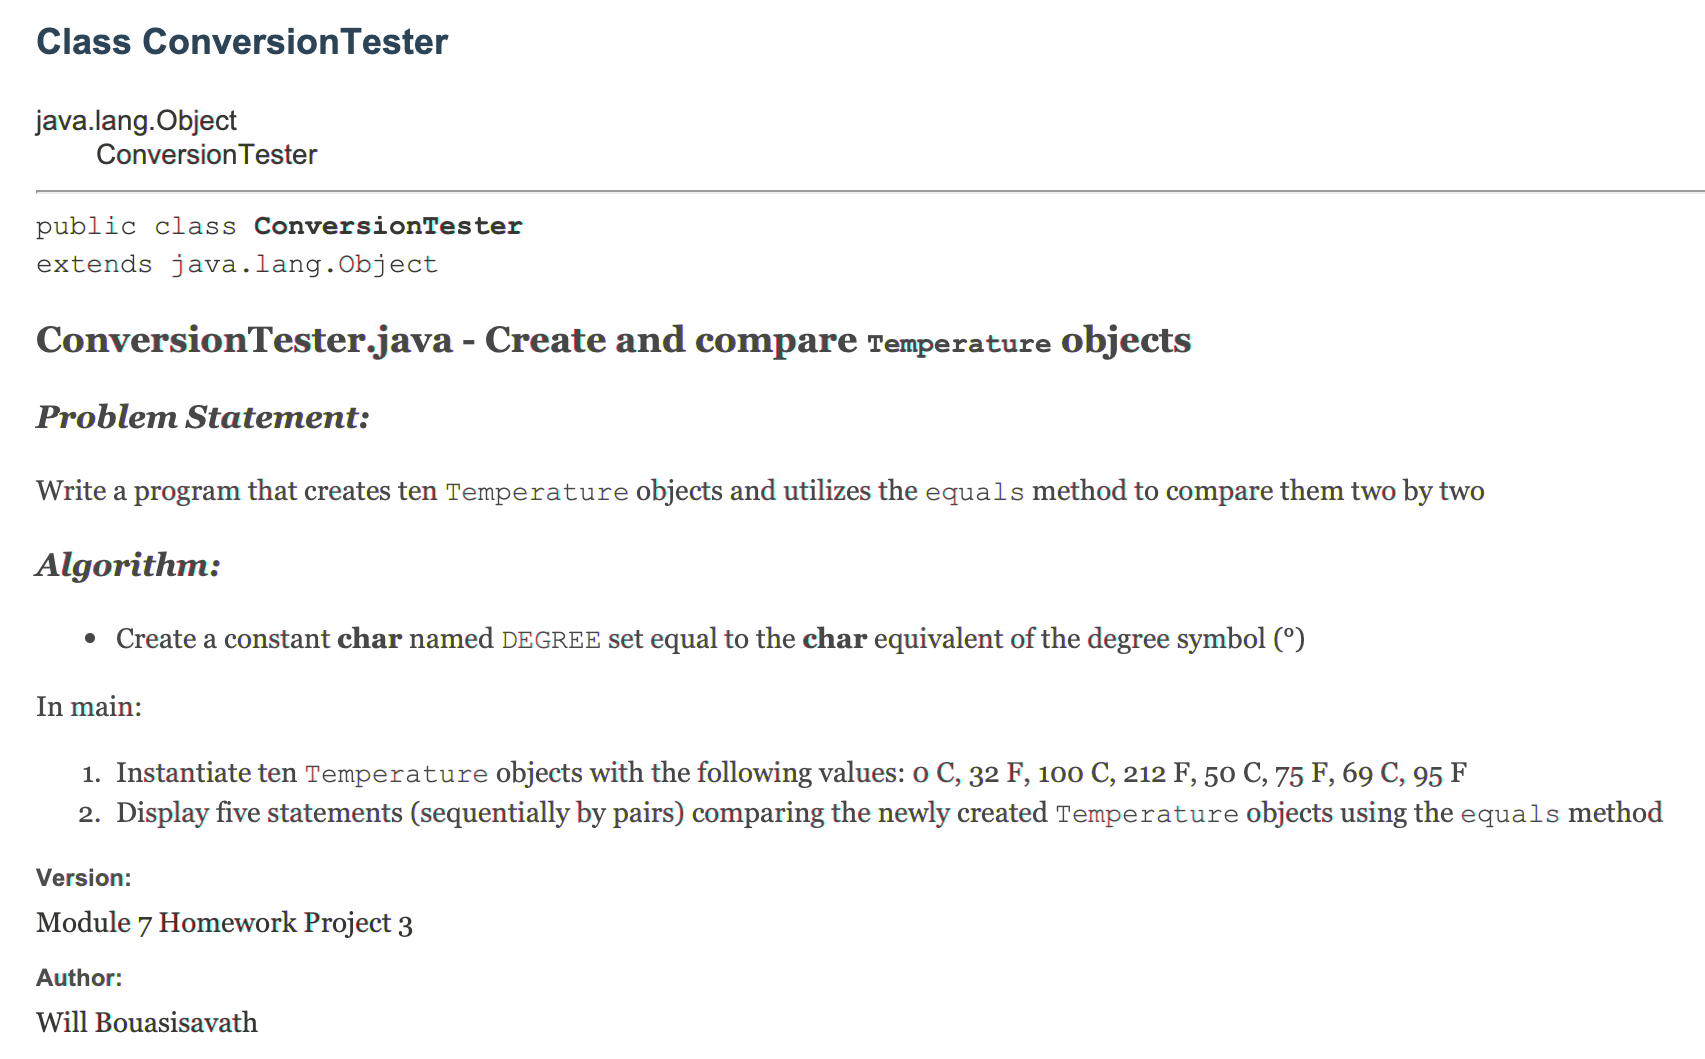 Class ConversionTester
java.lang.Object
ConversionTester
public class ConversionTester
extends java.lang.Object
ConversionTester.java - Create and compare Temperature objects
Problem Statement:
Write a program that creates ten Temperature objects and utilizes the equals method to compare them two by two
Algorithm:
• Create a constant char named DEGREE set equal to the char equivalent of the degree symbol (º)
In main:
1. Instantiate ten Temperature objects with the following values: 0 C, 32 F, 100 C, 212 F, 50 C, 75 F, 69 C, 95 F
2. Display five statements (sequentially by pairs) comparing the newly created Temperature objects using the equals method
Version:
Module 7 Homework Project 3
Author:
Will Bouasisavath